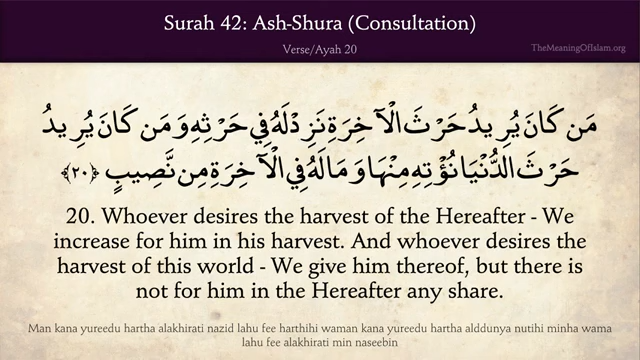 Surah 42: Ash-Shura (Consultation)
Verse/Ayah 20
TheMeaningOfIslam.org
مَن كَانَ يُرِيدُ حَرْثَ الْآخِرَةِ نَزِدْ لَهُ فِي حَرْثِهِ وَمَن كَانَ يُرِيدُ
حَرْثَ الدُّنْيَا نُؤْتِهِ مِنْهَا وَمَا لَهُ فِي الْآخِرَةِ مِن نَّصِيبٍ ﴿٢٠﴾
20. Whoever desires the harvest of the Hereafter - We
increase for him in his harvest. And whoever desires the
harvest of this world - We give him thereof, but there is
not for him in the Hereafter any share.
Man kana yureedu hartha alakhirati nazid lahu fee harthihi waman kana yureedu hartha alddunya nutihi minha wama
lahu fee alakhirati min naseebin